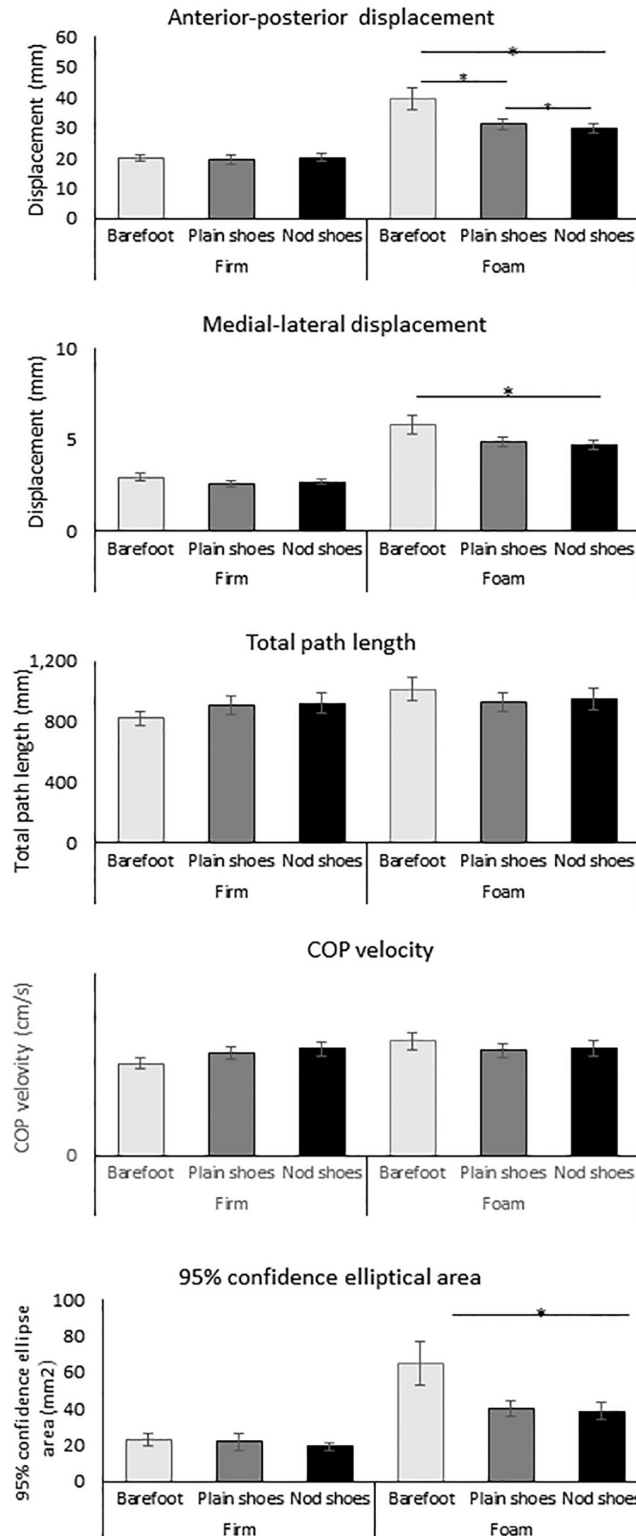 Anterior-posterior displacement
Displacement (mm)
60
50
40
30
20
10
0
*
*
*
Barefoot Plain shoes Nod shoes Barefoot Plain shoes Nod shoes
Firm Foam
Medial-lateral displacement
Displacement (mm)
10
5
0
*
Barefoot Plain shoes Nod shoes Barefoot Plain shoes Nod shoes
Firm Foam
Total path length
Total path length (mm)
1,200
800
400
0
Barefoot Plain shoes Nod shoes Barefoot Plain shoes Nod shoes
Firm Foam
COP velocity
COP velovity (cm/s)
0
Barefoot Plain shoes Nod shoes Barefoot Plain shoes Nod shoes
Firm Foam
95% confidence elliptical area
95% confidence ellipse
area (mm2)
100
80
60
40
20
0
*
Barefoot Plain shoes Nod shoes Barefoot Plain shoes Nod shoes
Firm Foam